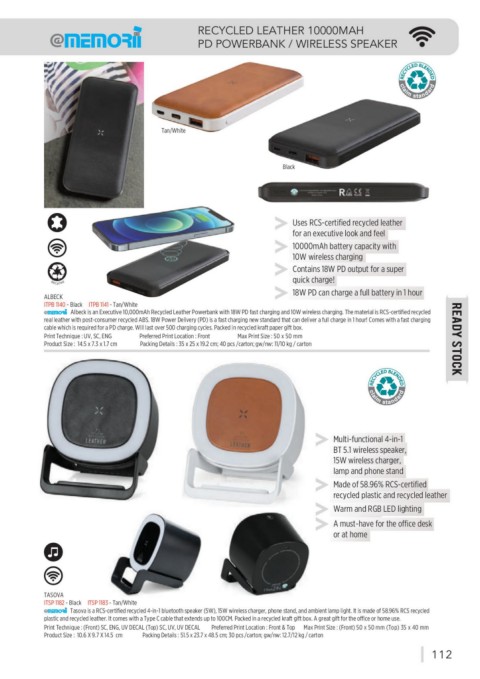 @memorii
RECYCLED LEATHER 10000MAH
PD POWERBANK / WIRELESS SPEAKER
RECYCLED BLENDED
claim standard
Tan/White
Black
Uses RCS-certified recycled leather
for an executive look and feel
10000mAh battery capacity with
10W wireless charging
Contains 18W PD output for a super
quick charge!
18W PD can charge a full battery in 1 hour
ALBECK
ITPB 1140 - Black ITPB 1141 - Tan/White
@memorii Albeck is an Executive 10,000mAh Recycled Leather Powerbank with 18W PD fast charging and 10W wireless charging. The material is RCS-certified recycled
real leather with post-consumer recycled ABS. 18W Power Delivery (PD) is a fast charging new standard that can deliver a full charge in 1 hour! Comes with a fast charging
cable which is required for a PD charge. Will last over 500 charging cycles. Packed in recycled kraft paper gift box.
Print Technique : UV, SC, ENG Preferred Print Location : Front Max Print Size : 50 x 50 mm
Product Size : 14.5 x 7.3 x 1.7 cm Packing Details : 35 x 25 x 19.2 cm; 40 pcs./carton; gw/nw: 11/10 kg / carton
READY STOCK
RECYCLED BLENDED
claim standard
LEATHER
LEATHER
Multi-functional 4-in-1
BT 5.1 wireless speaker,
15W wireless charger,
lamp and phone stand
Made of 58.96% RCS-certified
recycled plastic and recycled leather
Warm and RGB LED lighting
A must-have for the office desk
or at home
TASOVA
ITSP 1182 - Black ITSP 1183 - Tan/White
@memorii Tasova is a RCS-certified recycled 4-in-1 bluetooth speaker (5W), 15W wireless charger, phone stand, and ambient lamp light. It is made of 58.96% RCS recycled
plastic and recycled leather. It comes with a Type C cable that extends up to 100CM. Packed in a recycled kraft gift box. A great gift for the office or home use.
Print Technique : (Front) SC, ENG, UV DECAL (Top) SC, UV, UV DECAL Preferred Print Location : Front & Top Max Print Size : (Front) 50 x 50 mm (Top) 35 x 40 mm
Product Size : 10.6 X 9.7 X 14.5 cm Packing Details : 51.5 x 23.7 x 48.5 cm; 30 pcs./carton; gw/nw: 12.7/12 kg / carton
112